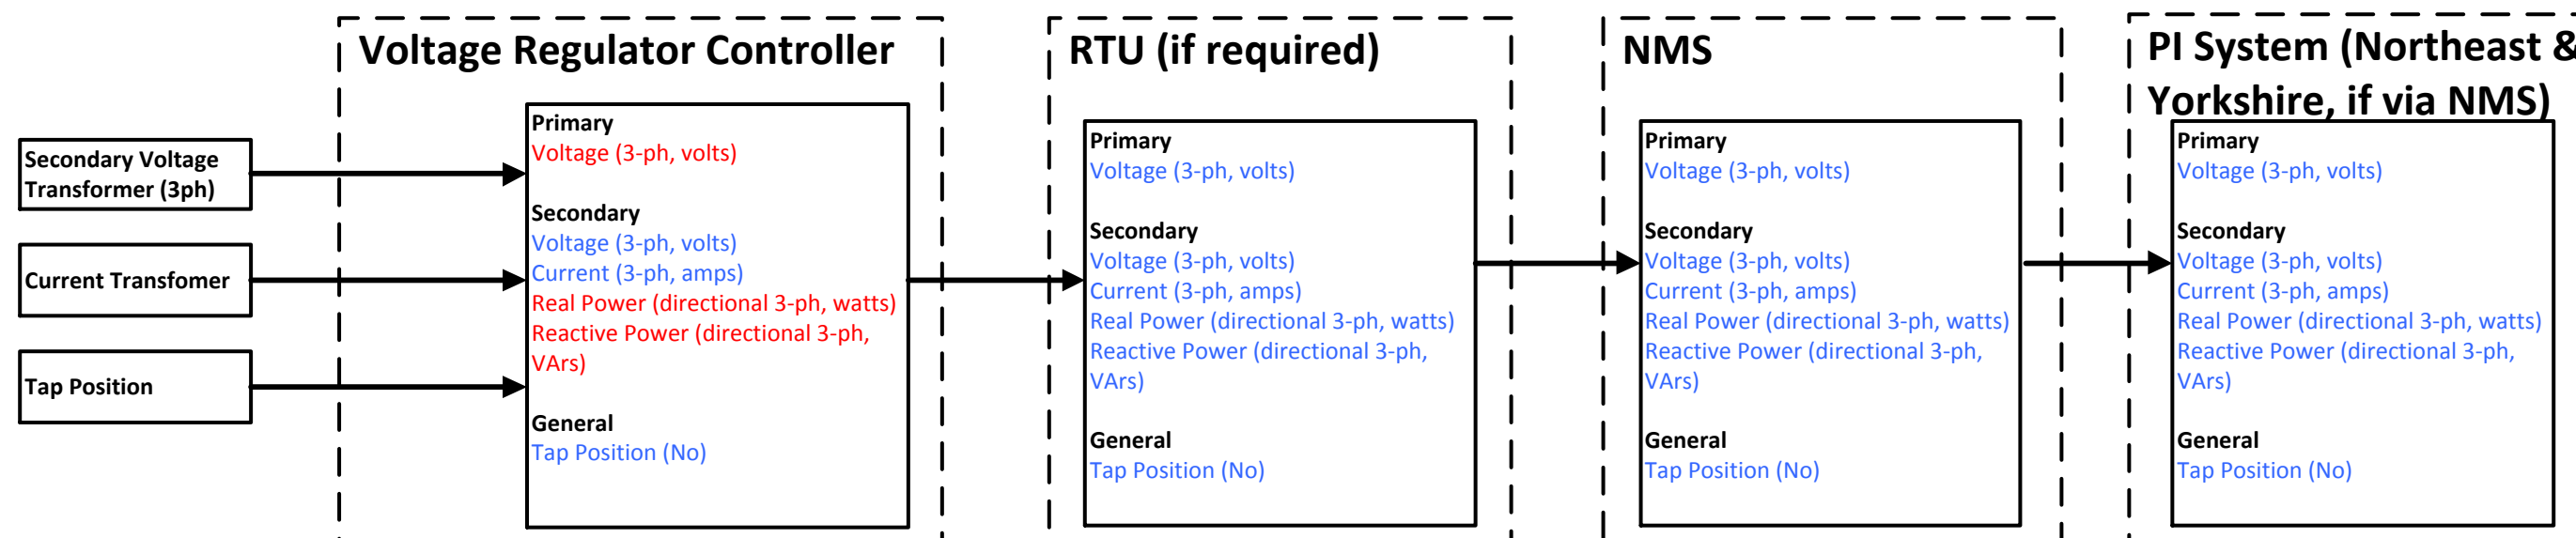 Voltage Regulator Controller
RTU (if required)
NMS
PI System (Northeast &
Yorkshire, if via NMS)
Secondary Voltage
Transformer (3ph)
Current Transfomer
Tap Position
Primary
Voltage (3-ph, volts)
Secondary
Voltage (3-ph, volts)
Current (3-ph, amps)
Real Power (directional 3-ph, watts)
Reactive Power (directional 3-ph,
VArs)
General
Tap Position (No)
Primary
Voltage (3-ph, volts)
Secondary
Voltage (3-ph, volts)
Current (3-ph, amps)
Real Power (directional 3-ph, watts)
Reactive Power (directional 3-ph,
VArs)
General
Tap Position (No)
Primary
Voltage (3-ph, volts)
Secondary
Voltage (3-ph, volts)
Current (3-ph, amps)
Real Power (directional 3-ph, watts)
Reactive Power (directional 3-ph,
VArs)
General
Tap Position (No)
Primary
Voltage (3-ph, volts)
Secondary
Voltage (3-ph, volts)
Current (3-ph, amps)
Real Power (directional 3-ph, watts)
Reactive Power (directional 3-ph,
VArs)
General
Tap Position (No)